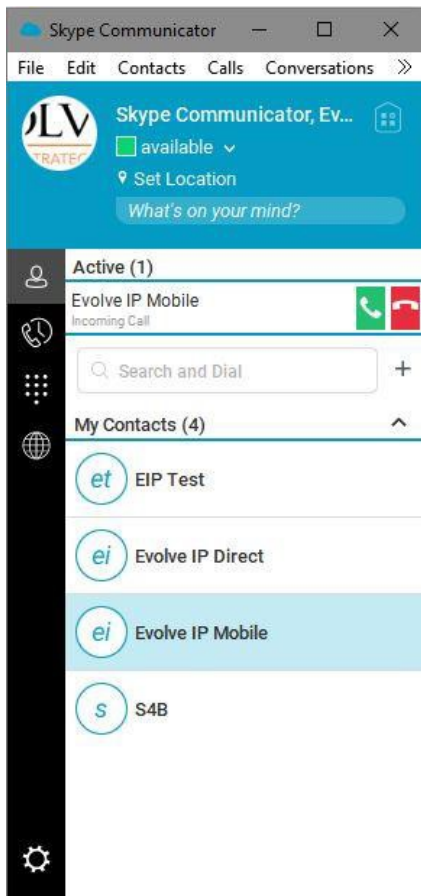 Skype Communicator
File Edit Contacts Calls Conversations »
OLV
TRATEC
Skype Communicator, Ev...
available
Set Location
What's on your mind?
Active (1)
Evolve IP Mobile
Incoming Call
Search and Dial +
My Contacts (4)
et EIP Test
ei Evolve IP Direct
ei Evolve IP Mobile
s S4B